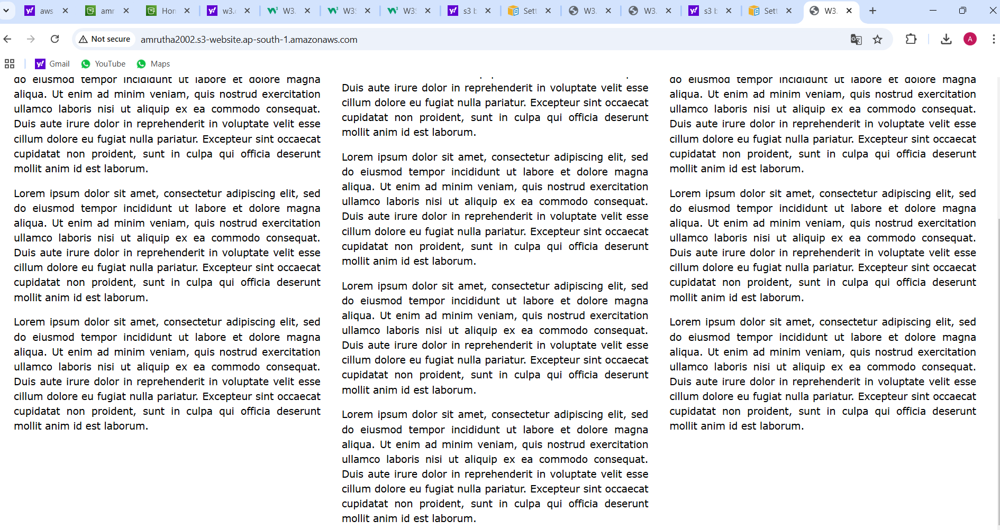 aws
amr
Hon
w3.
W3.
W3S
W3S
s3 b
Sett
W3.
W3.
s3 b
Sett
W3.
Not secure
amrutha2002.s3-website.ap-south-1.amazonaws.com
A
Gmail
YouTube
Maps
do eiusmod tempor incididunt ut labore et dolore magna
aliqua. Ut enim ad minim veniam, quis nostrud exercitation
ullamco laboris nisi ut aliquip ex ea commodo consequat.
Duis aute irure dolor in reprehenderit in voluptate velit esse
cillum dolore eu fugiat nulla pariatur. Excepteur sint occaecat
cupidatat non proident, sunt in culpa qui officia deserunt
mollit anim id est laborum.
Lorem ipsum dolor sit amet, consectetur adipiscing elit, sed
do eiusmod tempor incididunt ut labore et dolore magna
aliqua. Ut enim ad minim veniam, quis nostrud exercitation
ullamco laboris nisi ut aliquip ex ea commodo consequat.
Duis aute irure dolor in reprehenderit in voluptate velit esse
cillum dolore eu fugiat nulla pariatur. Excepteur sint occaecat
cupidatat non proident, sunt in culpa qui officia deserunt
mollit anim id est laborum.
Lorem ipsum dolor sit amet, consectetur adipiscing elit, sed
do eiusmod tempor incididunt ut labore et dolore magna
aliqua. Ut enim ad minim veniam, quis nostrud exercitation
ullamco laboris nisi ut aliquip ex ea commodo consequat.
Duis aute irure dolor in reprehenderit in voluptate velit esse
cillum dolore eu fugiat nulla pariatur. Excepteur sint occaecat
cupidatat non proident, sunt in culpa qui officia deserunt
mollit anim id est laborum.
Duis aute irure dolor in reprehenderit in voluptate velit esse
cillum dolore eu fugiat nulla pariatur. Excepteur sint occaecat
cupidatat non proident, sunt in culpa qui officia deserunt
mollit anim id est laborum.
Lorem ipsum dolor sit amet, consectetur adipiscing elit, sed
do eiusmod tempor incididunt ut labore et dolore magna
aliqua. Ut enim ad minim veniam, quis nostrud exercitation
ullamco laboris nisi ut aliquip ex ea commodo consequat.
Duis aute irure dolor in reprehenderit in voluptate velit esse
cillum dolore eu fugiat nulla pariatur. Excepteur sint occaecat
cupidatat non proident, sunt in culpa qui officia deserunt
mollit anim id est laborum.
Lorem ipsum dolor sit amet, consectetur adipiscing elit, sed
do eiusmod tempor incididunt ut labore et dolore magna
aliqua. Ut enim ad minim veniam, quis nostrud exercitation
ullamco laboris nisi ut aliquip ex ea commodo consequat.
Duis aute irure dolor in reprehenderit in voluptate velit esse
cillum dolore eu fugiat nulla pariatur. Excepteur sint occaecat
cupidatat non proident, sunt in culpa qui officia deserunt
mollit anim id est laborum.
Lorem ipsum dolor sit amet, consectetur adipiscing elit, sed
do eiusmod tempor incididunt ut labore et dolore magna
aliqua. Ut enim ad minim veniam, quis nostrud exercitation
ullamco laboris nisi ut aliquip ex ea commodo consequat.
Duis aute irure dolor in reprehenderit in voluptate velit esse
cillum dolore eu fugiat nulla pariatur. Excepteur sint occaecat
cupidatat non proident, sunt in culpa qui officia deserunt
mollit anim id est laborum.
do eiusmod tempor incididunt ut labore et dolore magna
aliqua. Ut enim ad minim veniam, quis nostrud exercitation
ullamco laboris nisi ut aliquip ex ea commodo consequat.
Duis aute irure dolor in reprehenderit in voluptate velit esse
cillum dolore eu fugiat nulla pariatur. Excepteur sint occaecat
cupidatat non proident, sunt in culpa qui officia deserunt
mollit anim id est laborum.
Lorem ipsum dolor sit amet, consectetur adipiscing elit, sed
do eiusmod tempor incididunt ut labore et dolore magna
aliqua. Ut enim ad minim veniam, quis nostrud exercitation
ullamco laboris nisi ut aliquip ex ea commodo consequat.
Duis aute irure dolor in reprehenderit in voluptate velit esse
cillum dolore eu fugiat nulla pariatur. Excepteur sint occaecat
cupidatat non proident, sunt in culpa qui officia deserunt
mollit anim id est laborum.
Lorem ipsum dolor sit amet, consectetur adipiscing elit, sed
do eiusmod tempor incididunt ut labore et dolore magna
aliqua. Ut enim ad minim veniam, quis nostrud exercitation
ullamco laboris nisi ut aliquip ex ea commodo consequat.
Duis aute irure dolor in reprehenderit in voluptate velit esse
cillum dolore eu fugiat nulla pariatur. Excepteur sint occaecat
cupidatat non proident, sunt in culpa qui officia deserunt
mollit anim id est laborum.